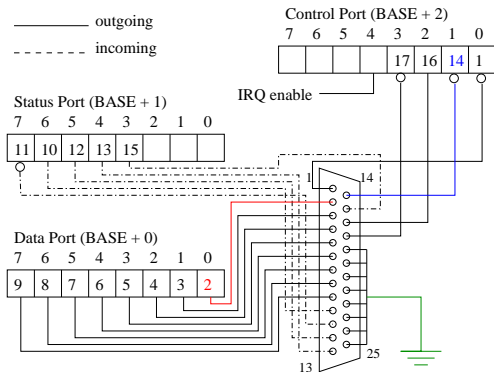 outgoing
incoming
Control Port (BASE + 2)
7 6 5 4 3 2 1 0
17 16 14 1
IRQ enable
Status Port (BASE + 1)
7 6 5 4 3 2 1 0
11 10 12 13 15
1 14
Data Port (BASE + 0)
7 6 5 4 3 2 1 0
9 8 7 6 5 4 3 2
13 25